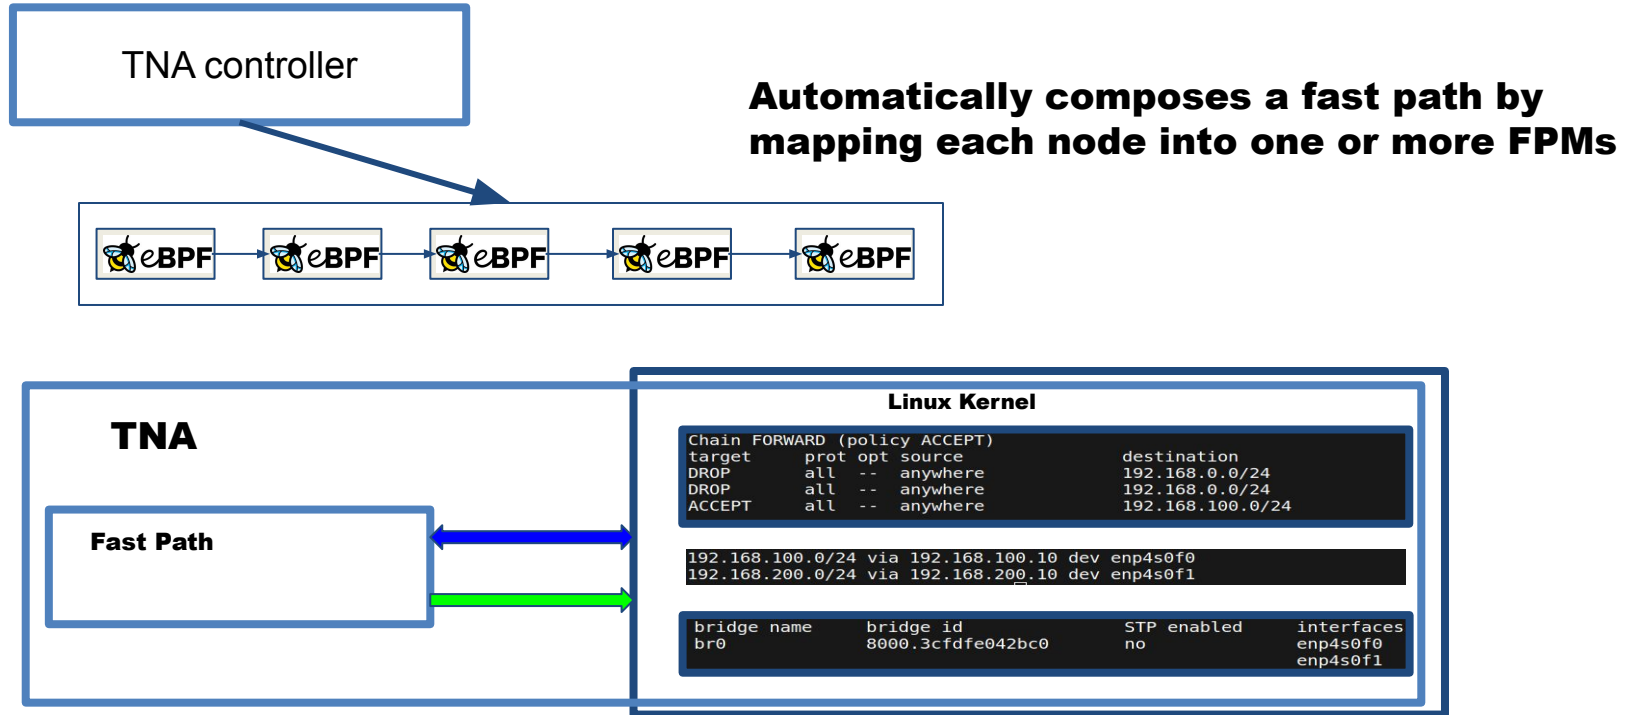 TNA controller
Automatically composes a fast path by
mapping each node into one or more FPMs
eBPF eBPF eBPF eBPF eBPF
Linux Kernel
TNA
Chain FORWARD (policy ACCEPT)
target prot opt source destination
DROP all -- anywhere 192.168.0.0/24
DROP all -- anywhere 192.168.0.0/24
ACCEPT all -- anywhere 192.168.100.0/24
Fast Path
192.168.100.0/24 via 192.168.100.10 dev enp4s0f0
192.168.200.0/24 via 192.168.200.10 dev enp4s0f1
bridge name bridge id STP enabled interfaces
br0 8000.3cfdfe042bc0 no enp4s0f0
enp4s0f1